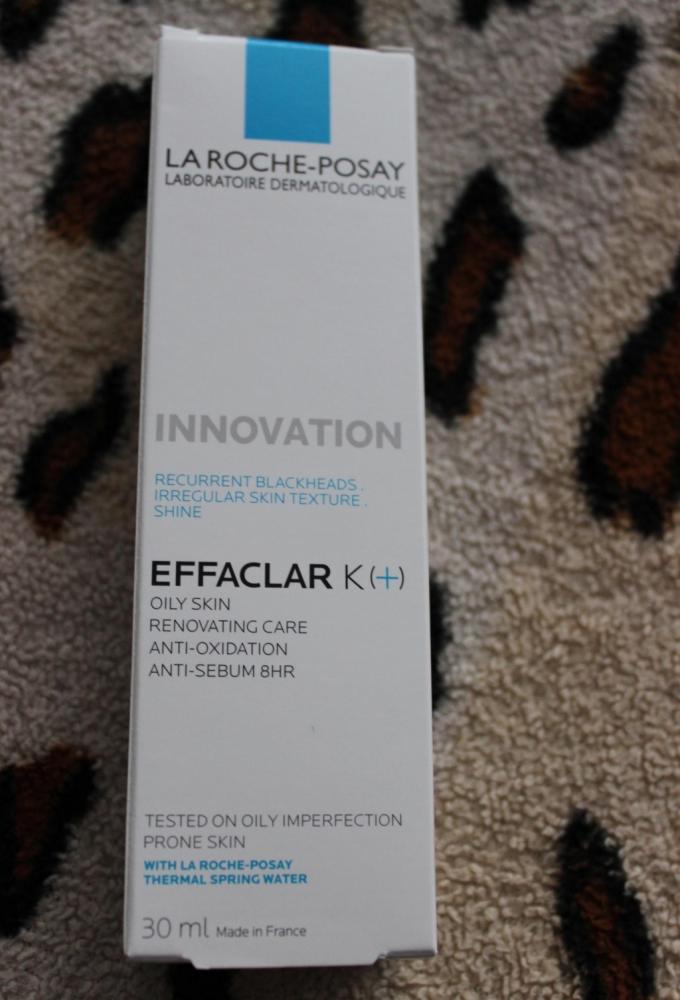 LA ROCHE-POSAY
LABORATOIRE DERMATOLOGIQUE
INNOVATION
RECURRENT BLACKHEADS.
IRREGULAR SKIN TEXTURE.
SHINE
EFFACLAR K(+)
OILY SKIN
RENOVATING CARE
ANTI-OXIDATION
ANTI-SEBUM 8HR
TESTED ON OILY IMPERFECTION
PRONE SKIN
WITH LA ROCHE-POSAY
THERMAL SPRING WATER
30 ml Made in France